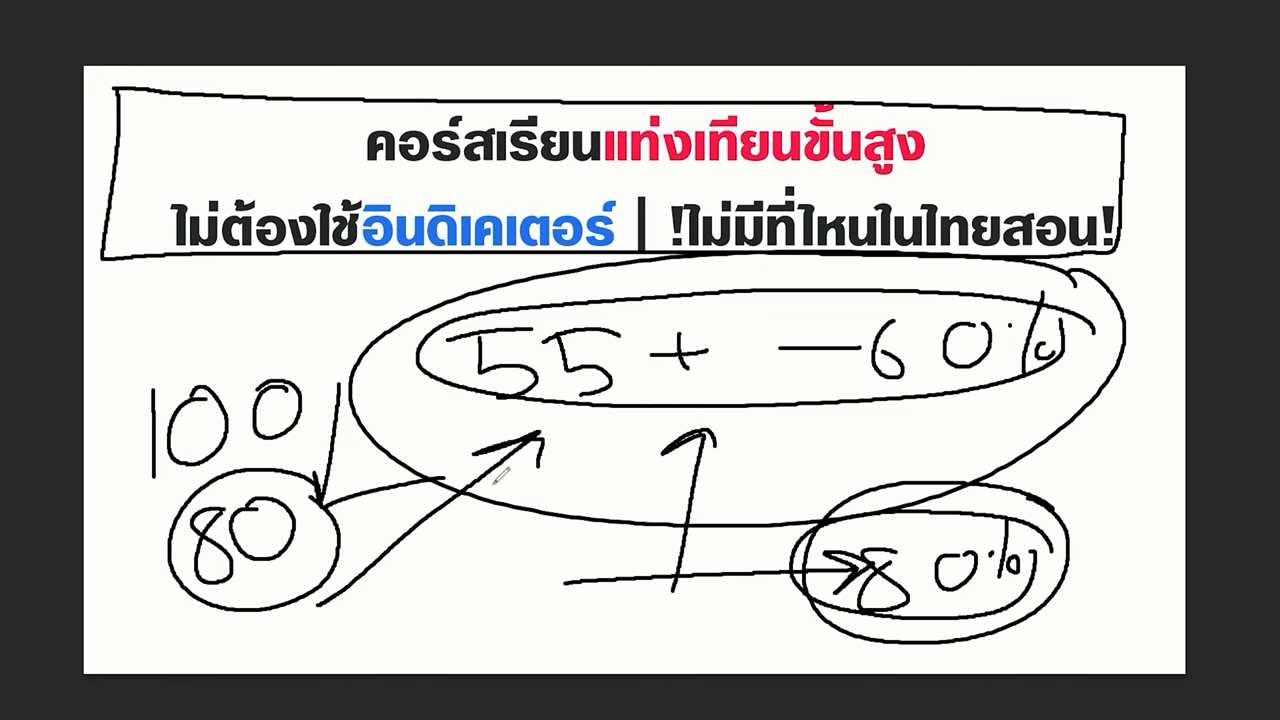 คอร์สเรียนแท่งเทียนขั้นสูง
ไม่ต้องใช้อินดิเคเตอร์ | !ไม่มีที่ไหนในไทยสอน!
55 + - 60%
100
80
80%